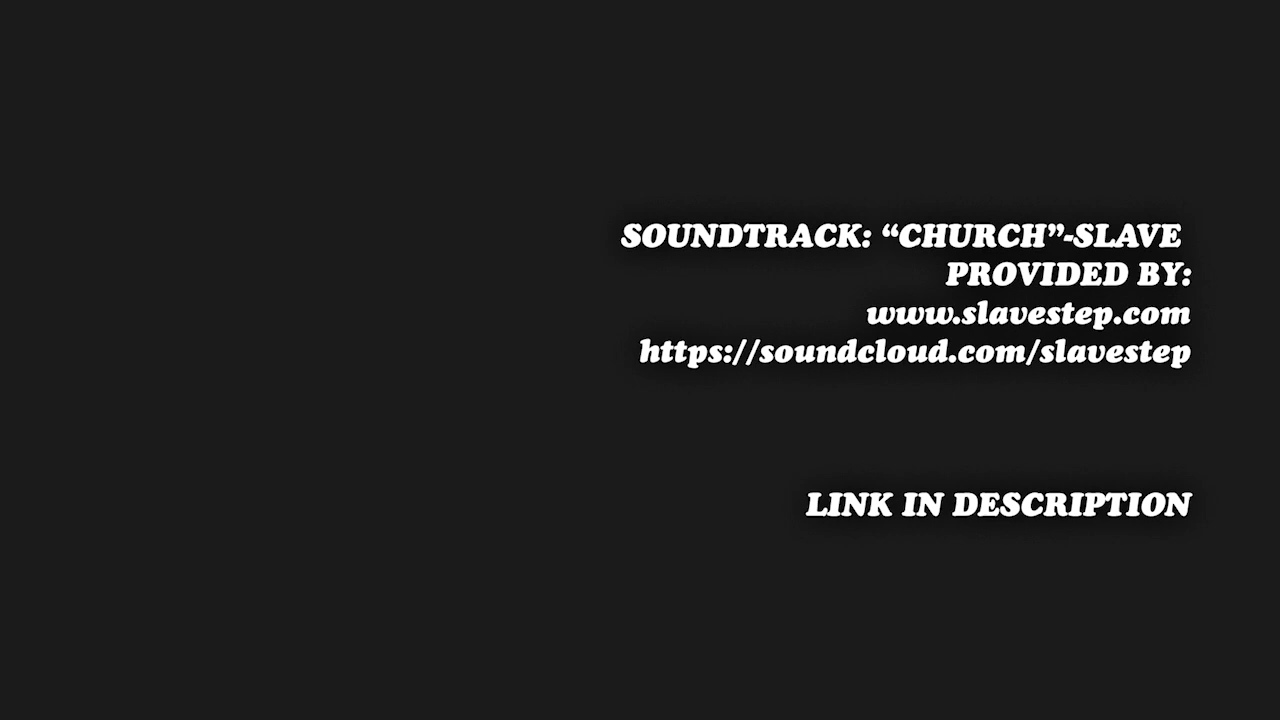 SOUNDTRACK: “CHURCH”-SLAVE
PROVIDED BY:
www.slavestep.com
https://soundcloud.com/slavestep
LINK IN DESCRIPTION